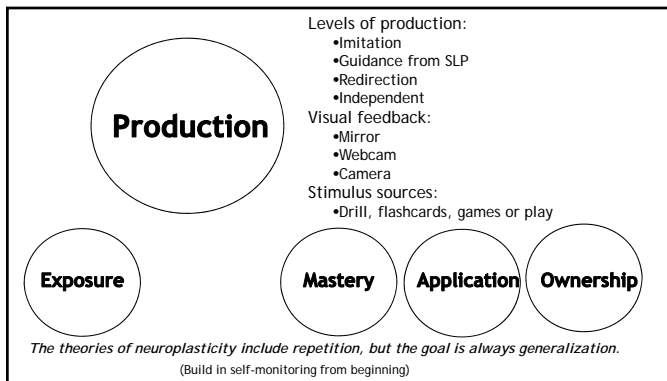 Levels of production:
•Imitation
•Guidance from SLP
•Redirection
•Independent
Production
Visual feedback:
•Mirror
•Webcam
•Camera
Stimulus sources:
•Drill, flashcards, games or play
Exposure
Mastery
Application
Ownership
The theories of neuroplasticity include repetition, but the goal is always generalization.
(Build in self-monitoring from beginning)